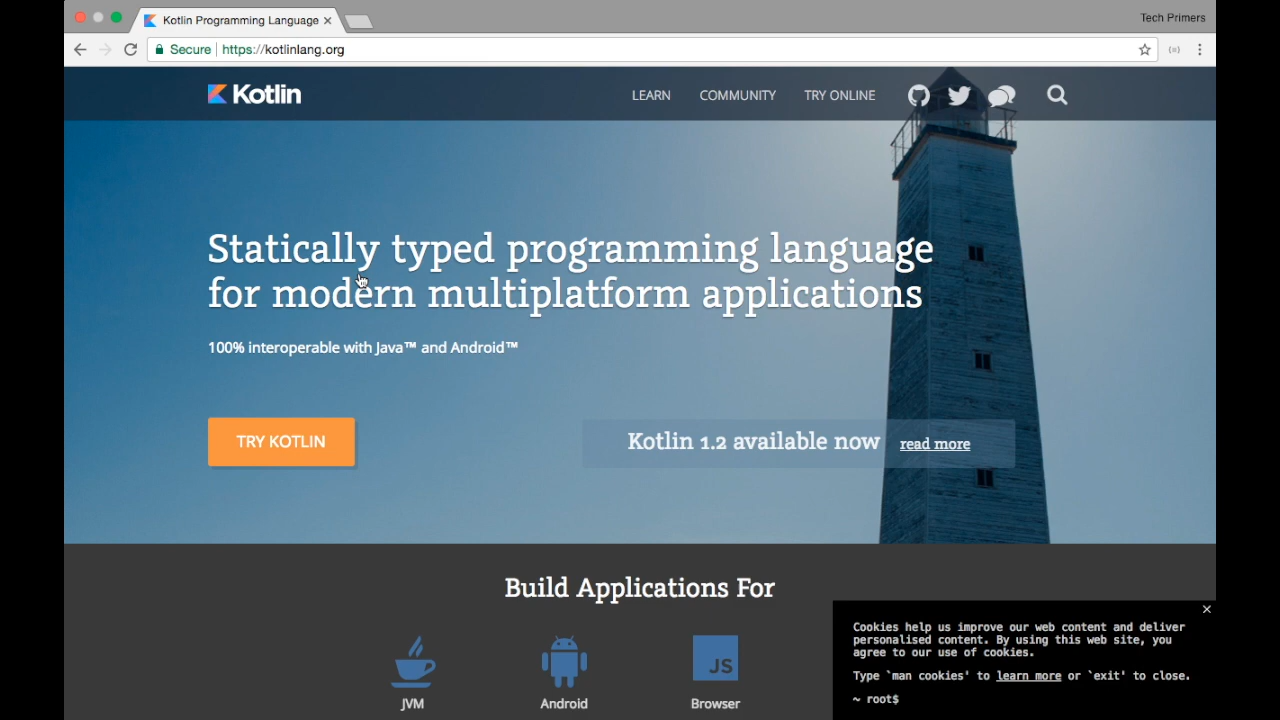 Kotlin Programming Language
Tech Primers
Secure https://kotlinlang.org
Kotlin
LEARN
COMMUNITY
TRY ONLINE
Statically typed programming language
for modern multiplatform applications
100% interoperable with Java™ and Android™
TRY KOTLIN
Kotlin 1.2 available now read more
Build Applications For
JVM
Android
JS
Browser
Cookies help us improve our web content and deliver
personalised content. By using this web site, you
agree to our use of cookies.
Type `man cookies' to learn more or `exit' to close.
~ root$